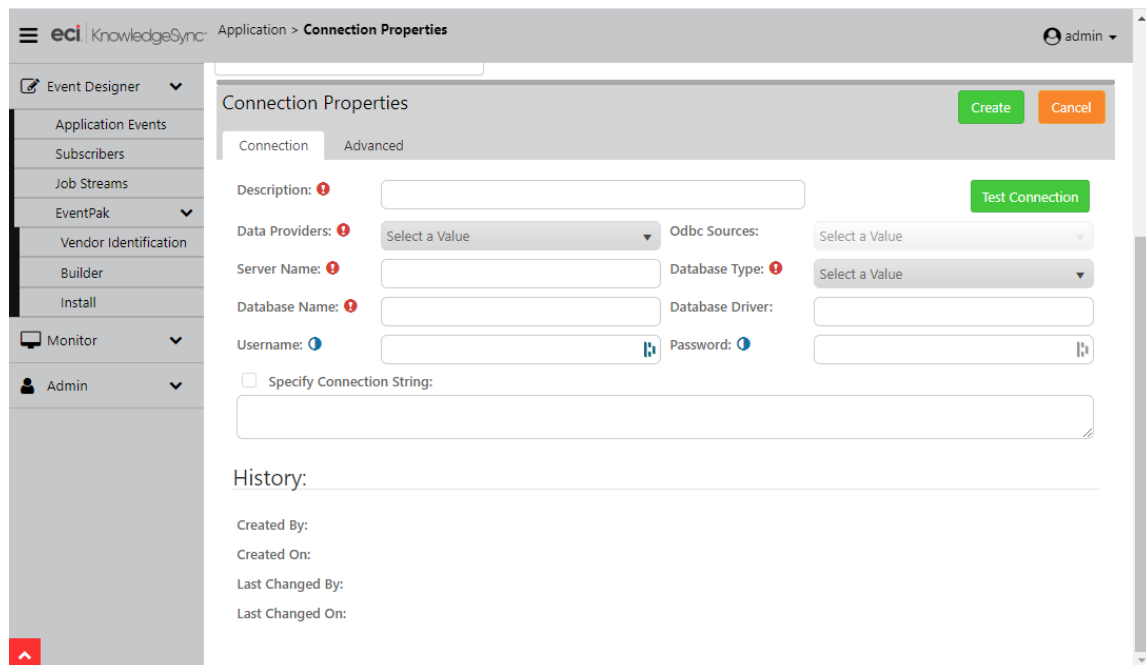 eci KnowledgeSync
Application > Connection Properties
admin
Event Designer
Application Events
Subscribers
Job Streams
EventPak
Vendor Identification
Builder
Install
Monitor
Admin
Connection Properties
Create
Cancel
Connection
Advanced
Description:
Test Connection
Data Providers:
Select a Value
Odbc Sources:
Select a Value
Server Name:
Database Type:
Select a Value
Database Name:
Database Driver:
Username:
Password:
Specify Connection String:
History:
Created By:
Created On:
Last Changed By:
Last Changed On: